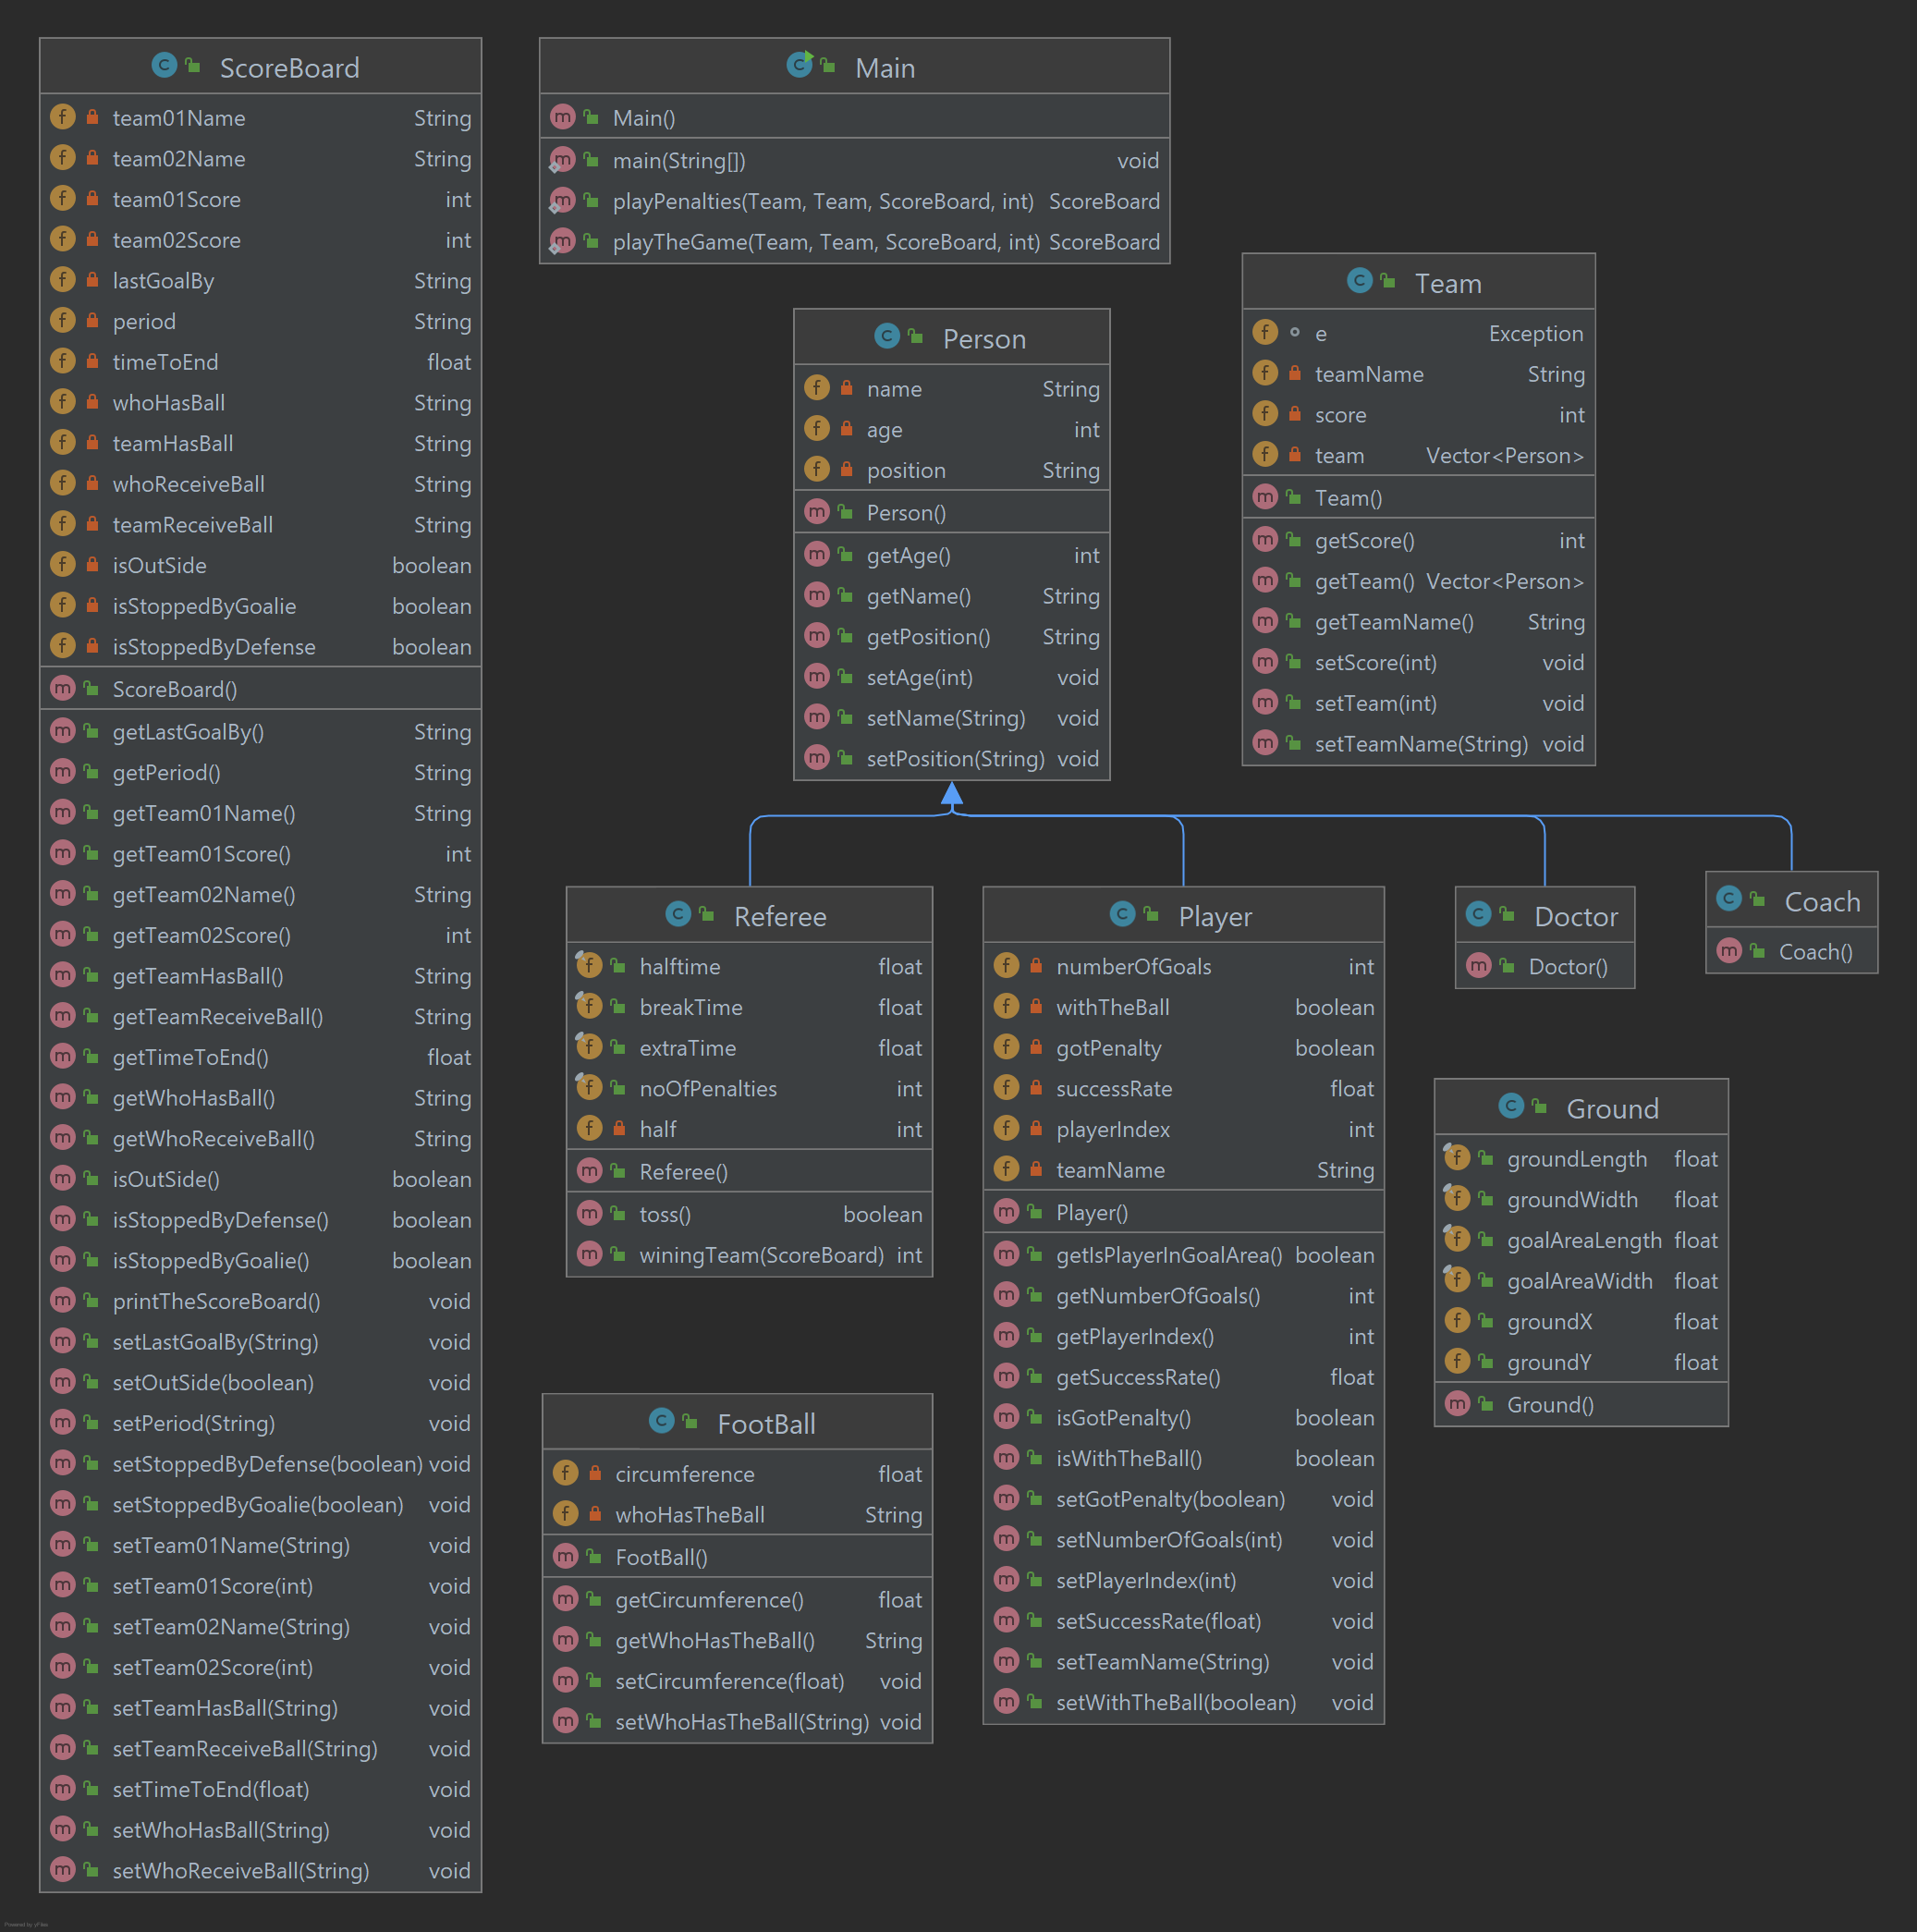 ScoreBoard
team01Name String
team02Name String
team01Score int
team02Score int
lastGoalBy String
period String
timeToEnd float
whoHasBall String
teamHasBall String
whoReceiveBall String
teamReceiveBall String
isOutSide boolean
isStoppedByGoalie boolean
isStoppedByDefense boolean
ScoreBoard()
getLastGoalBy() String
getPeriod() String
getTeam01Name() String
getTeam01Score() int
getTeam02Name() String
getTeam02Score() int
getTeamHasBall() String
getTeamReceiveBall() String
getTimeToEnd() float
getWhoHasBall() String
getWhoReceiveBall() String
isOutSide() boolean
isStoppedByDefense() boolean
isStoppedByGoalie() boolean
printTheScoreBoard() void
setLastGoalBy(String) void
setOutSide(boolean) void
setPeriod(String) void
setStoppedByDefense(boolean) void
setStoppedByGoalie(boolean) void
setTeam01Name(String) void
setTeam01Score(int) void
setTeam02Name(String) void
setTeam02Score(int) void
setTeamHasBall(String) void
setTeamReceiveBall(String) void
setTimeToEnd(float) void
setWhoHasBall(String) void
setWhoReceiveBall(String) void
Main
Main()
main(String[]) void
playPenalties(Team, Team, ScoreBoard, int) ScoreBoard
playTheGame(Team, Team, ScoreBoard, int) ScoreBoard
Person
name String
age int
position String
Person()
getAge() int
getName() String
getPosition() String
setAge(int) void
setName(String) void
setPosition(String) void
Team
e Exception
teamName String
score int
team Vector<Person>
Team()
getScore() int
getTeam() Vector<Person>
getTeamName() String
setScore(int) void
setTeam(int) void
setTeamName(String) void
Referee
halftime float
breakTime float
extraTime float
noOfPenalties int
half int
Referee()
toss() boolean
winingTeam(ScoreBoard) int
Player
numberOfGoals int
withTheBall boolean
gotPenalty boolean
successRate float
playerIndex int
teamName String
Player()
getIsPlayerInGoalArea() boolean
getNumberOfGoals() int
getPlayerIndex() int
getSuccessRate() float
isGotPenalty() boolean
isWithTheBall() boolean
setGotPenalty(boolean) void
setNumberOfGoals(int) void
setPlayerIndex(int) void
setSuccessRate(float) void
setTeamName(String) void
setWithTheBall(boolean) void
Doctor
Doctor()
Coach
Coach()
Ground
groundLength float
groundWidth float
goalAreaLength float
goalAreaWidth float
groundX float
groundY float
Ground()
FootBall
circumference float
whoHasTheBall String
FootBall()
getCircumference() float
getWhoHasTheBall() String
setCircumference(float) void
setWhoHasTheBall(String) void
Powered by yFiles